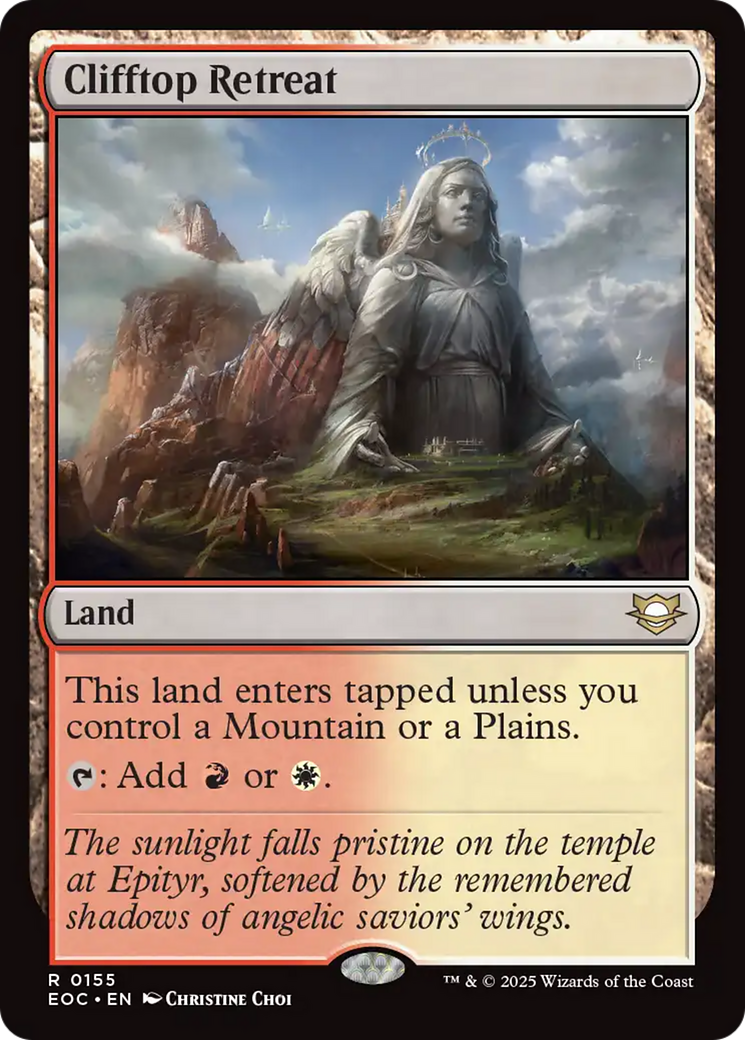 Clifftop Retreat
Land
This land enters tapped unless you
control a Mountain or a Plains.
: Add or .
The sunlight falls pristine on the temple
at Epityr, softened by the remembered
shadows of angelic saviors' wings.
R 0155
EOC • EN Christine Choi
™ & © 2025 Wizards of the Coast